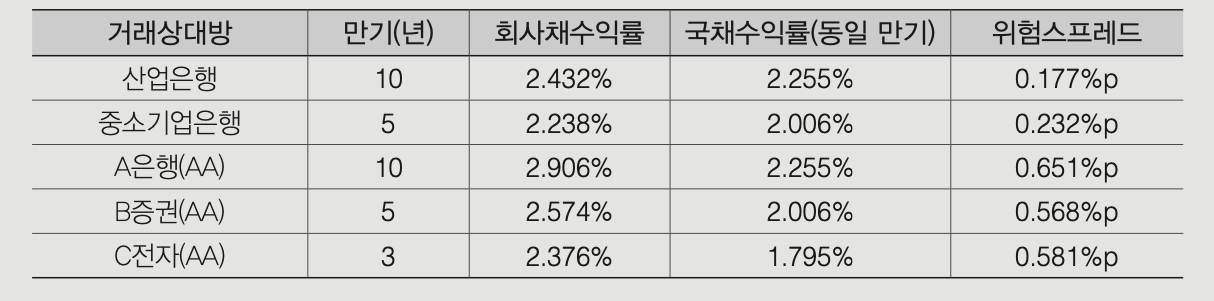 거래상대방 만기(년) 회사채수익률 국채수익률(동일 만기) 위험스프레드
산업은행 10 2.432% 2.255% 0.177%p
중소기업은행 5 2.238% 2.006% 0.232%p
A은행(AA) 10 2.906% 2.255% 0.651%p
B증권(AA) 5 2.574% 2.006% 0.568%p
C전자(AA) 3 2.376% 1.795% 0.581%p